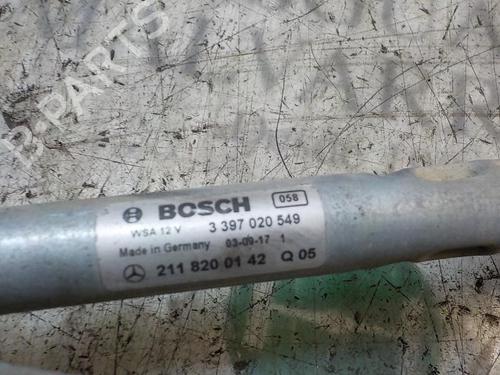 BOSCH 058
WSA 12 V 3 397 020 549
Made in Germany 03-09-17 1
211 820 01 42 Q 05
B-PARTS